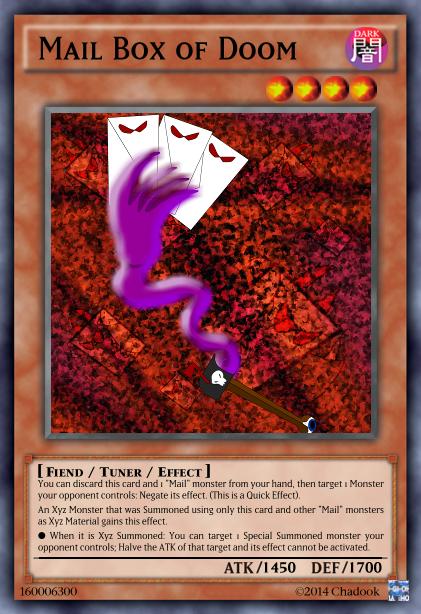 Mail Box of Doom
DARK
闇
[ Fiend / Tuner / Effect ]
You can discard this card and 1 "Mail" monster from your hand, then target 1 Monster
your opponent controls: Negate its effect. (This is a Quick Effect).
An Xyz Monster that was Summoned using only this card and other "Mail" monsters
as Xyz Material gains this effect.
● When it is Xyz Summoned: You can target 1 Special Summoned monster your
opponent controls; Halve the ATK of that target and its effect cannot be activated.
ATK/1450 DEF/1700
160006300 ©2014 Chadook